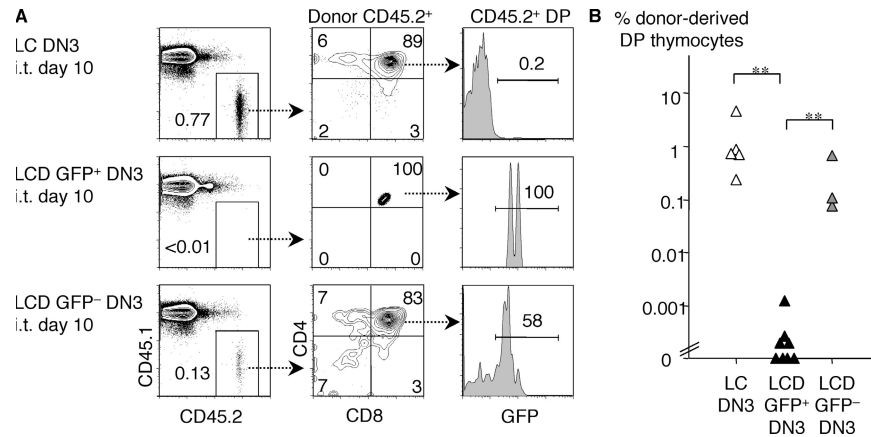 A
Donor CD45.2+
CD45.2+ DP
LC DN3
i.t. day 10
6
89
0.2
0.77
2
3
LCD GFP+ DN3
i.t. day 10
0
100
100
<0.01
0
0
LCD GFP– DN3
i.t. day 10
7
83
58
0.13
7
3
CD45.1
CD4
CD45.2
CD8
GFP
B
% donor-derived
DP thymocytes
**
**
10
1
0.1
0.01
0.001
0
LC
DN3
LCD
GFP+
DN3
LCD
GFP–
DN3